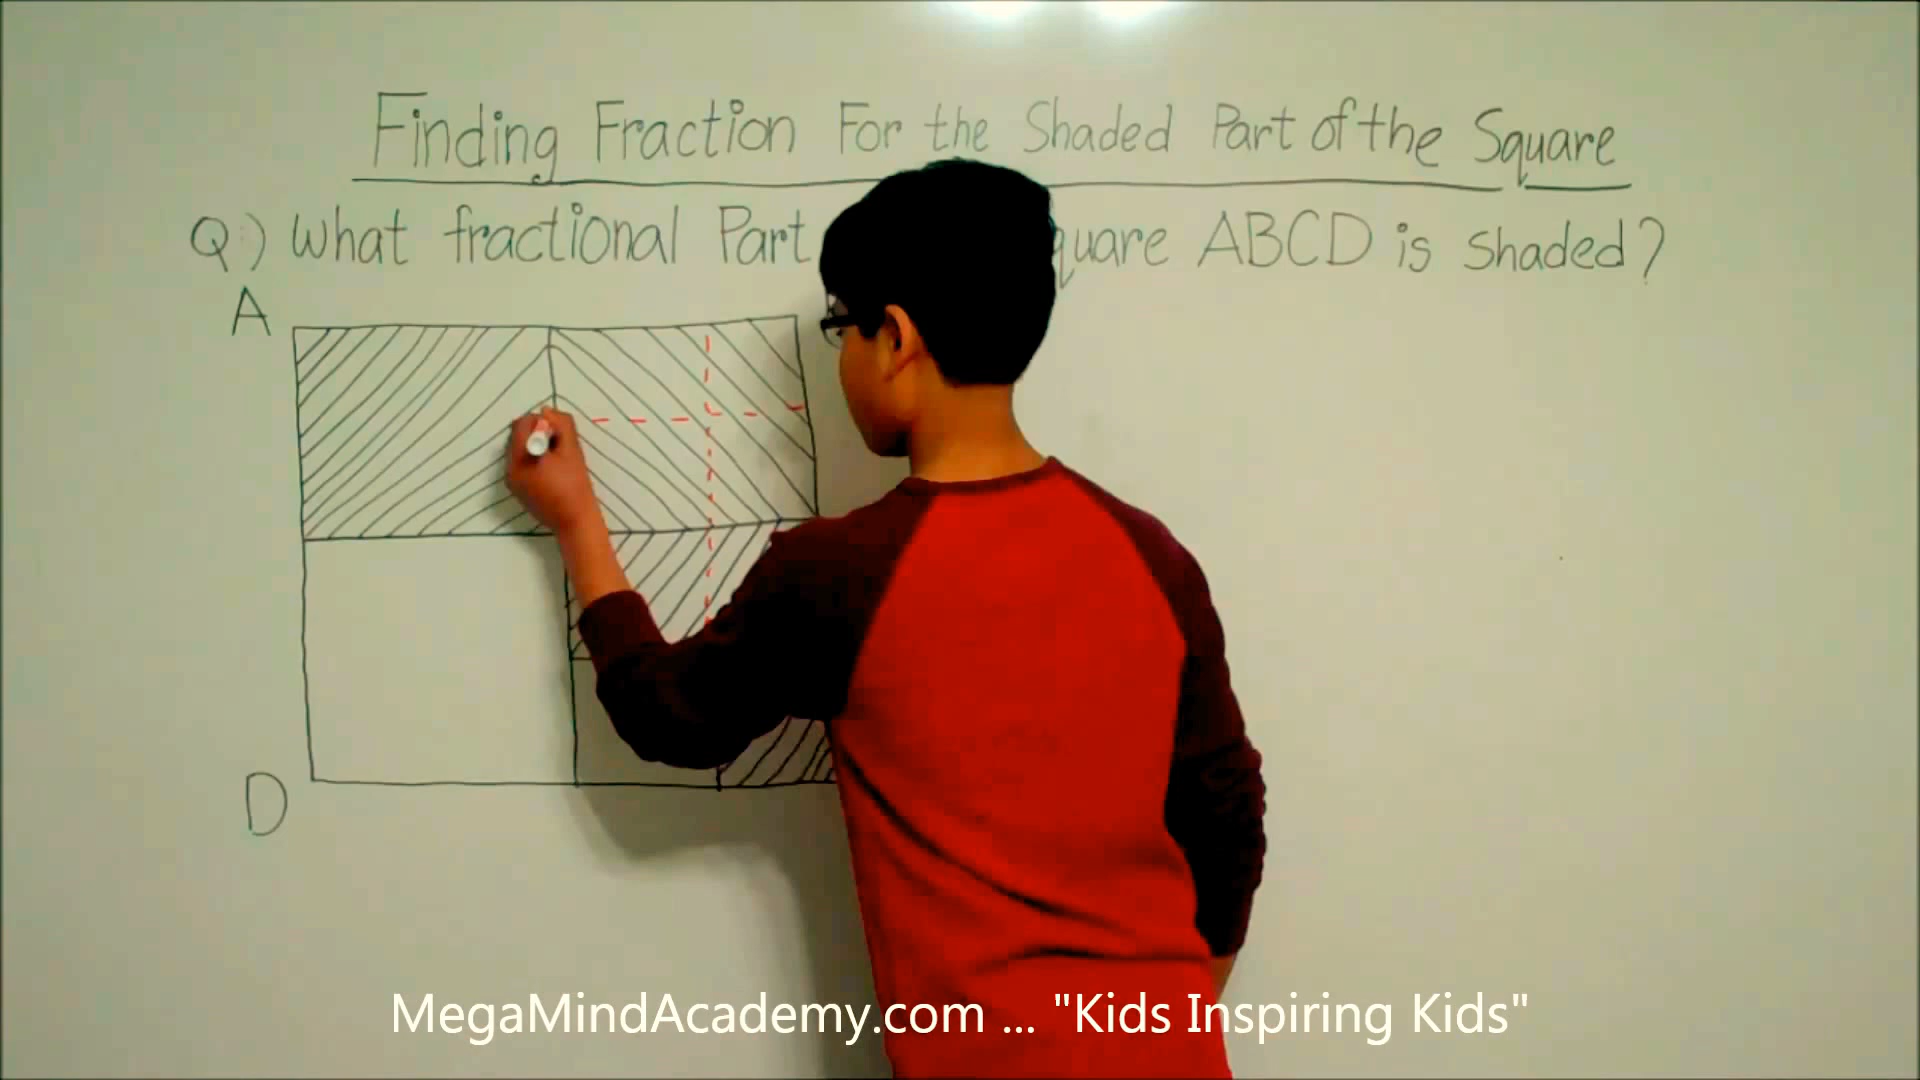 Finding Fraction For the Shaded Part of the Square
Q:) What fractional Part quare ABCD is shaded?
A
D
MegaMindAcademy.com ... "Kids Inspiring Kids"